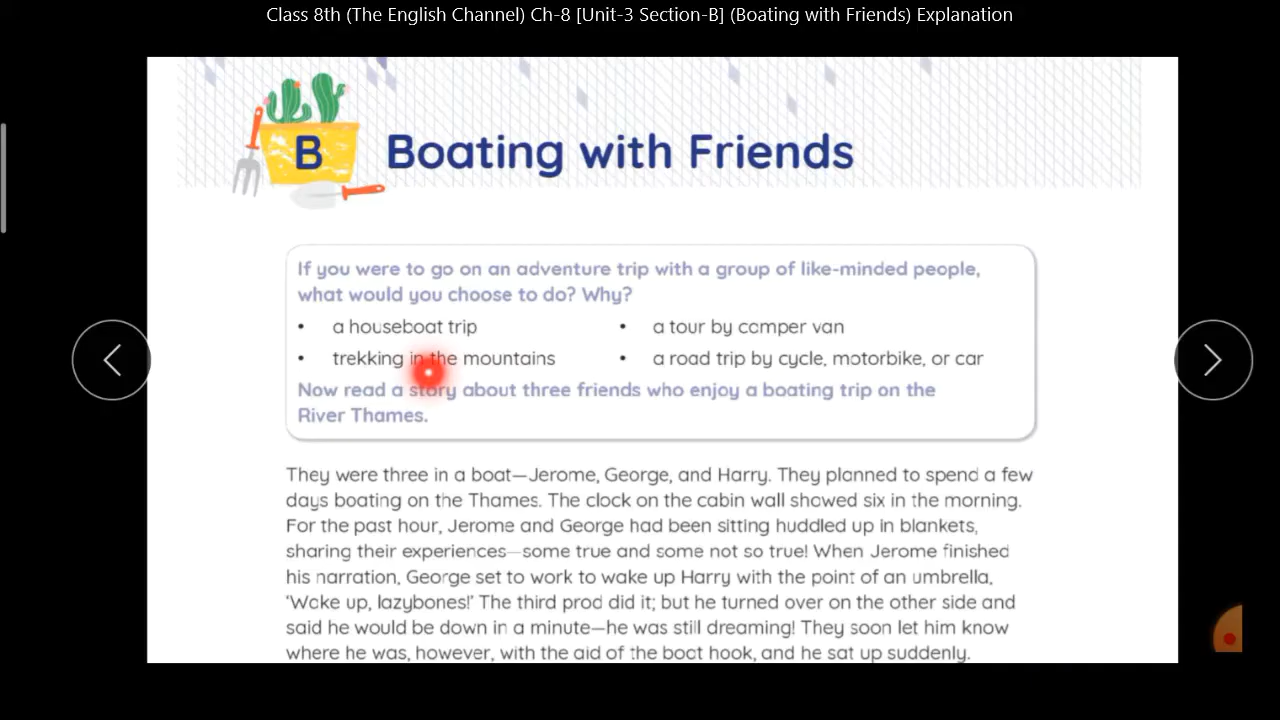 Class 8th (The English Channel) Ch-8 [Unit-3 Section-B] (Boating with Friends) Explanation
B Boating with Friends
If you were to go on an adventure trip with a group of like-minded people,
what would you choose to do? Why?
• a houseboat trip • a tour by camper van
• trekking in the mountains • a road trip by cycle, motorbike, or car
Now read a story about three friends who enjoy a boating trip on the
River Thames.
They were three in a boat—Jerome, George, and Harry. They planned to spend a few
days boating on the Thames. The clock on the cabin wall showed six in the morning.
For the past hour, Jerome and George had been sitting huddled up in blankets,
sharing their experiences—some true and some not so true! When Jerome finished
his narration, George set to work to wake up Harry with the point of an umbrella,
‘Wake up, lazybones!’ The third prod did it; but he turned over on the other side and
said he would be down in a minute—he was still dreaming! They soon let him know
where he was, however, with the aid of the boat hook, and he sat up suddenly.